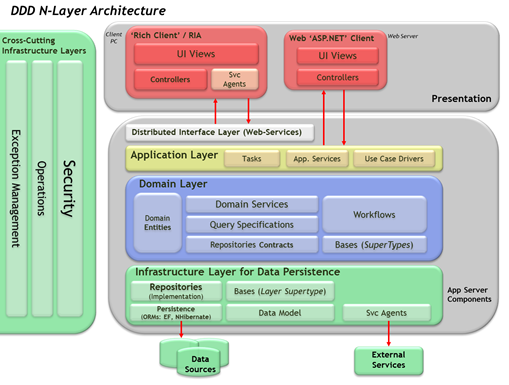 DDD N-Layer Architecture
Cross-Cutting
Infrastructure Layers
Exception Management
Operations
Security
Client
PC
'Rich Client' / RIA
UI Views
Controllers
Svc
Agents
Web 'ASP.NET' Client
UI Views
Controllers
Web Server
Presentation
Distributed Interface Layer (Web-Services)
Application Layer
Tasks
App. Services
Use Case Drivers
Domain Layer
Domain
Entities
Domain Services
Query Specifications
Repositories Contracts
Workflows
Bases (SuperTypes)
Infrastructure Layer for Data Persistence
Repositories
(Implementation)
Bases (Layer Supertype)
Persistence
(ORMs: EF, NHibernate)
Data Model
Svc Agents
App Server
Components
Data
Sources
External
Services